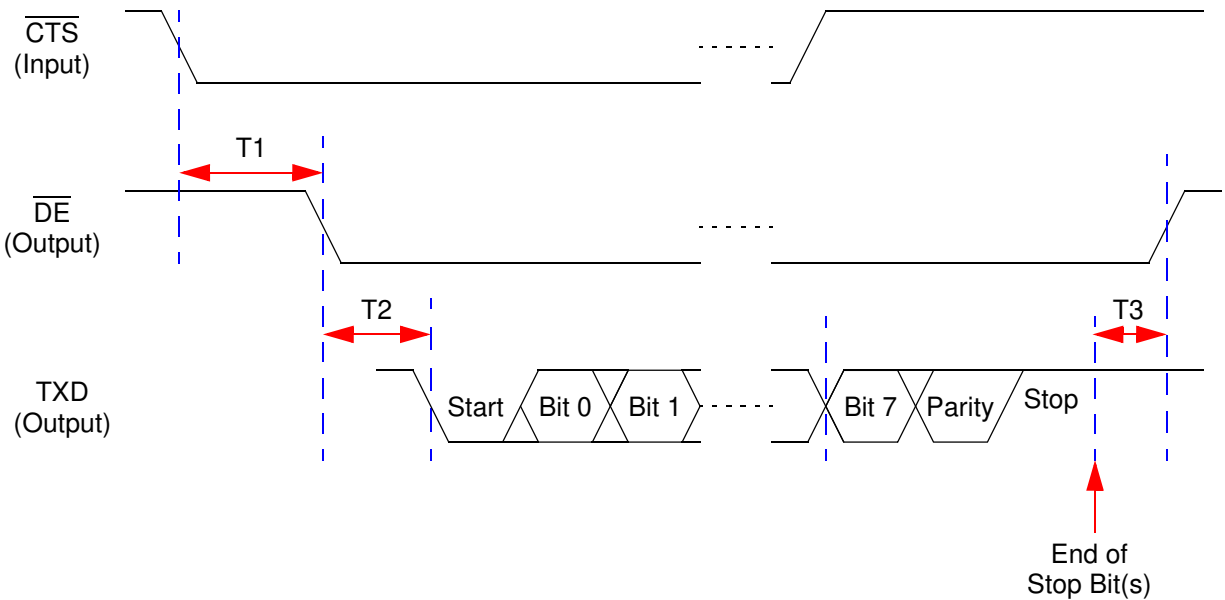 CTS
(Input)
T1
DE
(Output)
T2
T3
TXD
(Output)
Start
Bit 0
Bit 1
Bit 7
Parity
Stop
End of
Stop Bit(s)